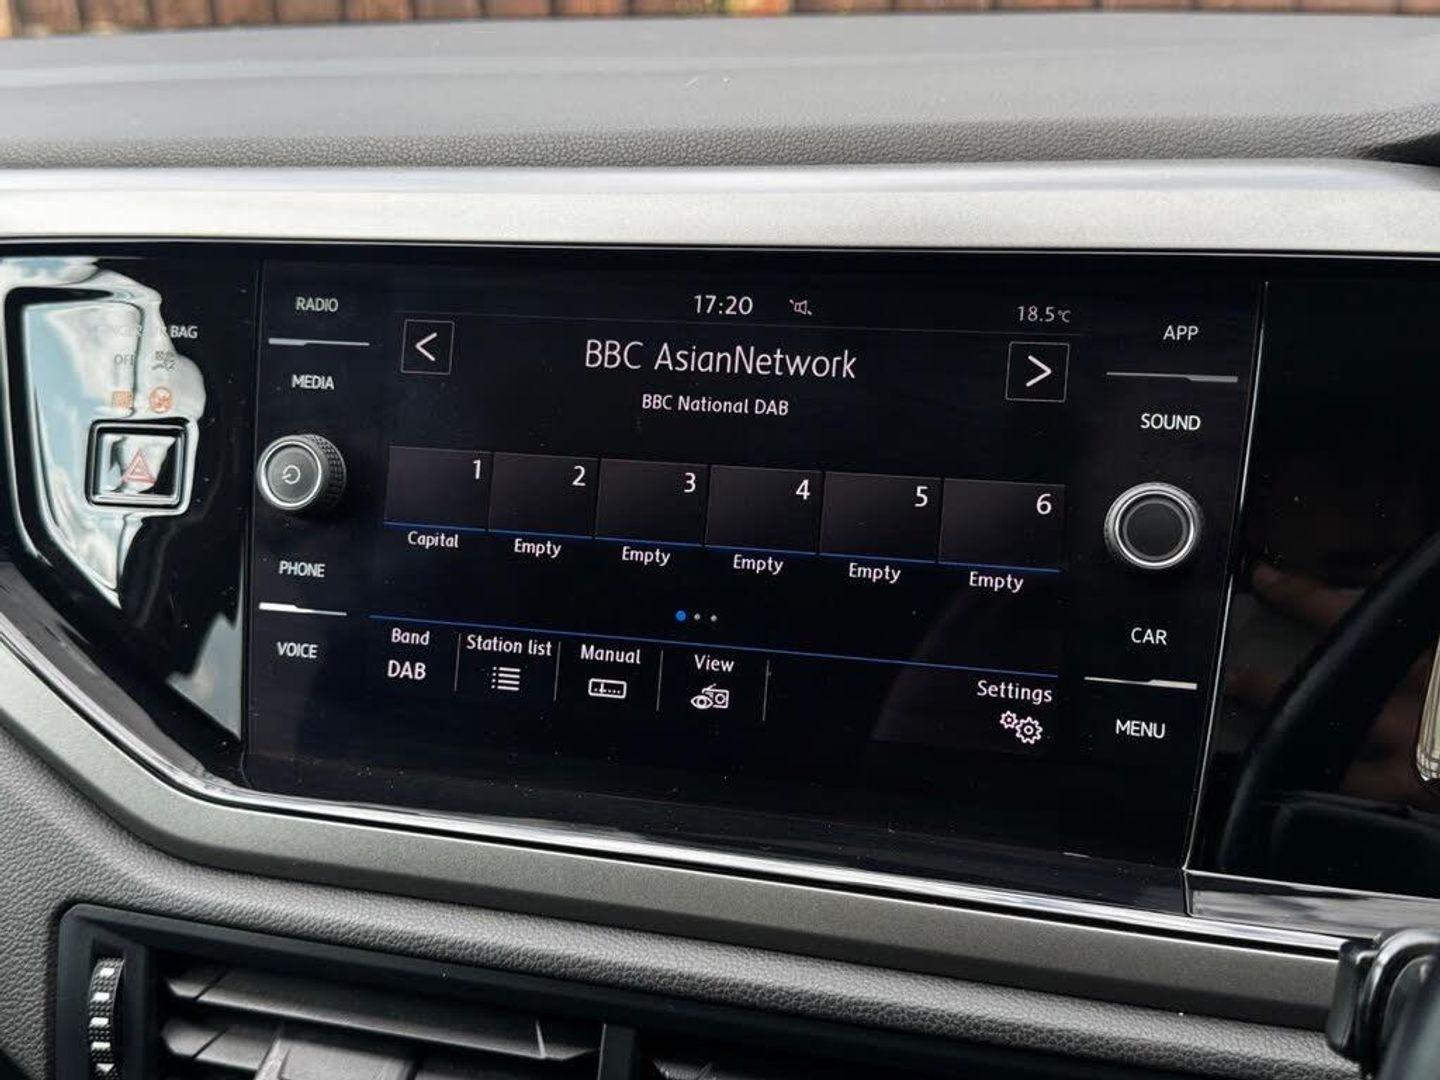 17:20
18.5°C
RADIO
MEDIA
PHONE
VOICE
BBC AsianNetwork
BBC National DAB
1
2
3
4
5
6
Capital
Empty
Empty
Empty
Empty
Empty
Band
DAB
Station list
Manual
View
Settings
APP
SOUND
CAR
MENU
BAG